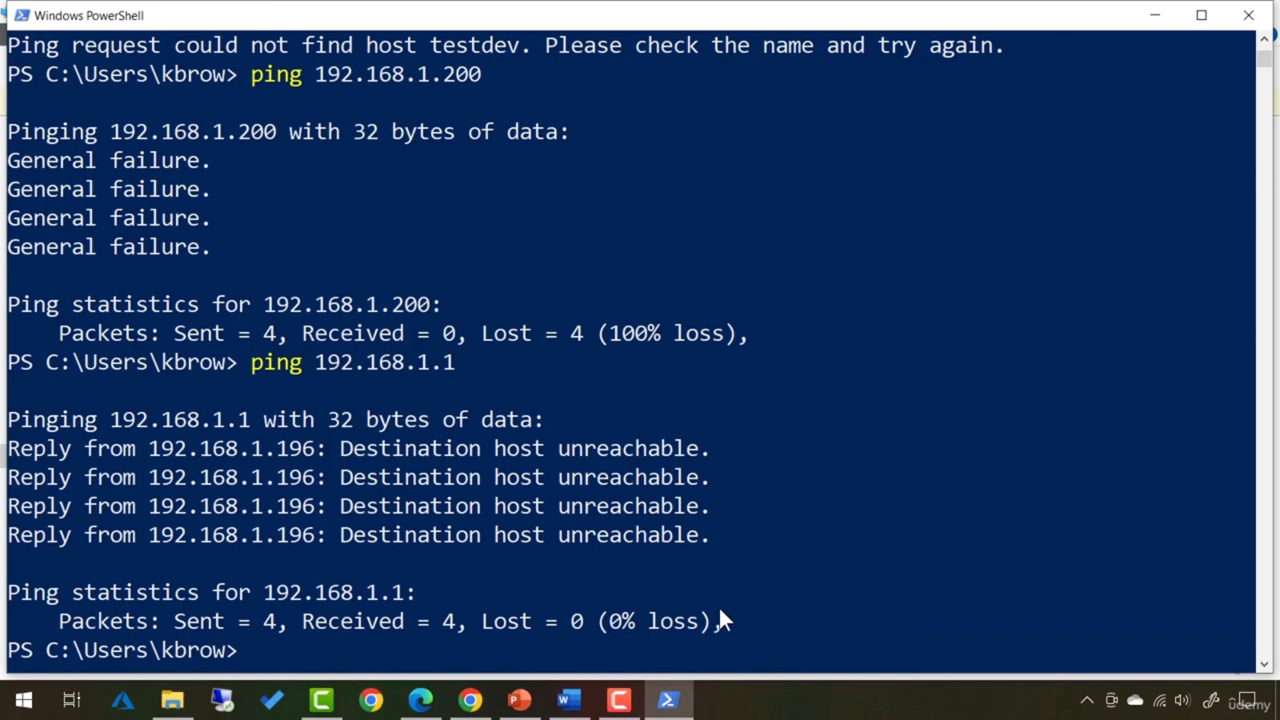 Windows PowerShell
Ping request could not find host testdev. Please check the name and try again.
PS C:\Users\kbrow> ping 192.168.1.200
Pinging 192.168.1.200 with 32 bytes of data:
General failure.
General failure.
General failure.
General failure.
Ping statistics for 192.168.1.200:
    Packets: Sent = 4, Received = 0, Lost = 4 (100% loss),
PS C:\Users\kbrow> ping 192.168.1.1
Pinging 192.168.1.1 with 32 bytes of data:
Reply from 192.168.1.196: Destination host unreachable.
Reply from 192.168.1.196: Destination host unreachable.
Reply from 192.168.1.196: Destination host unreachable.
Reply from 192.168.1.196: Destination host unreachable.
Ping statistics for 192.168.1.1:
    Packets: Sent = 4, Received = 4, Lost = 0 (0% loss),
PS C:\Users\kbrow>
udemy